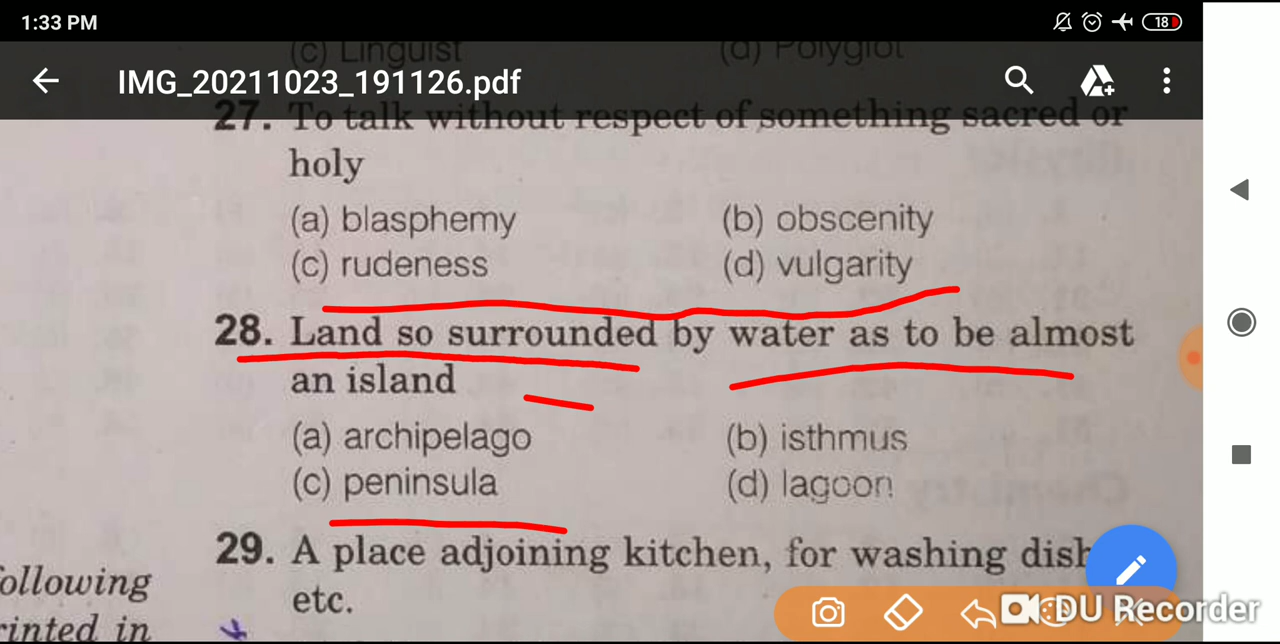 1:33 PM
18
(c) Linguist (d) Polyglot
IMG_20211023_191126.pdf
27. To talk without respect of something sacred or
holy
(a) blasphemy (b) obscenity
(c) rudeness (d) vulgarity
28. Land so surrounded by water as to be almost
an island
(a) archipelago (b) isthmus
(c) peninsula (d) lagoon
29. A place adjoining kitchen, for washing dish
etc.
ollowing
rinted in
DU Recorder